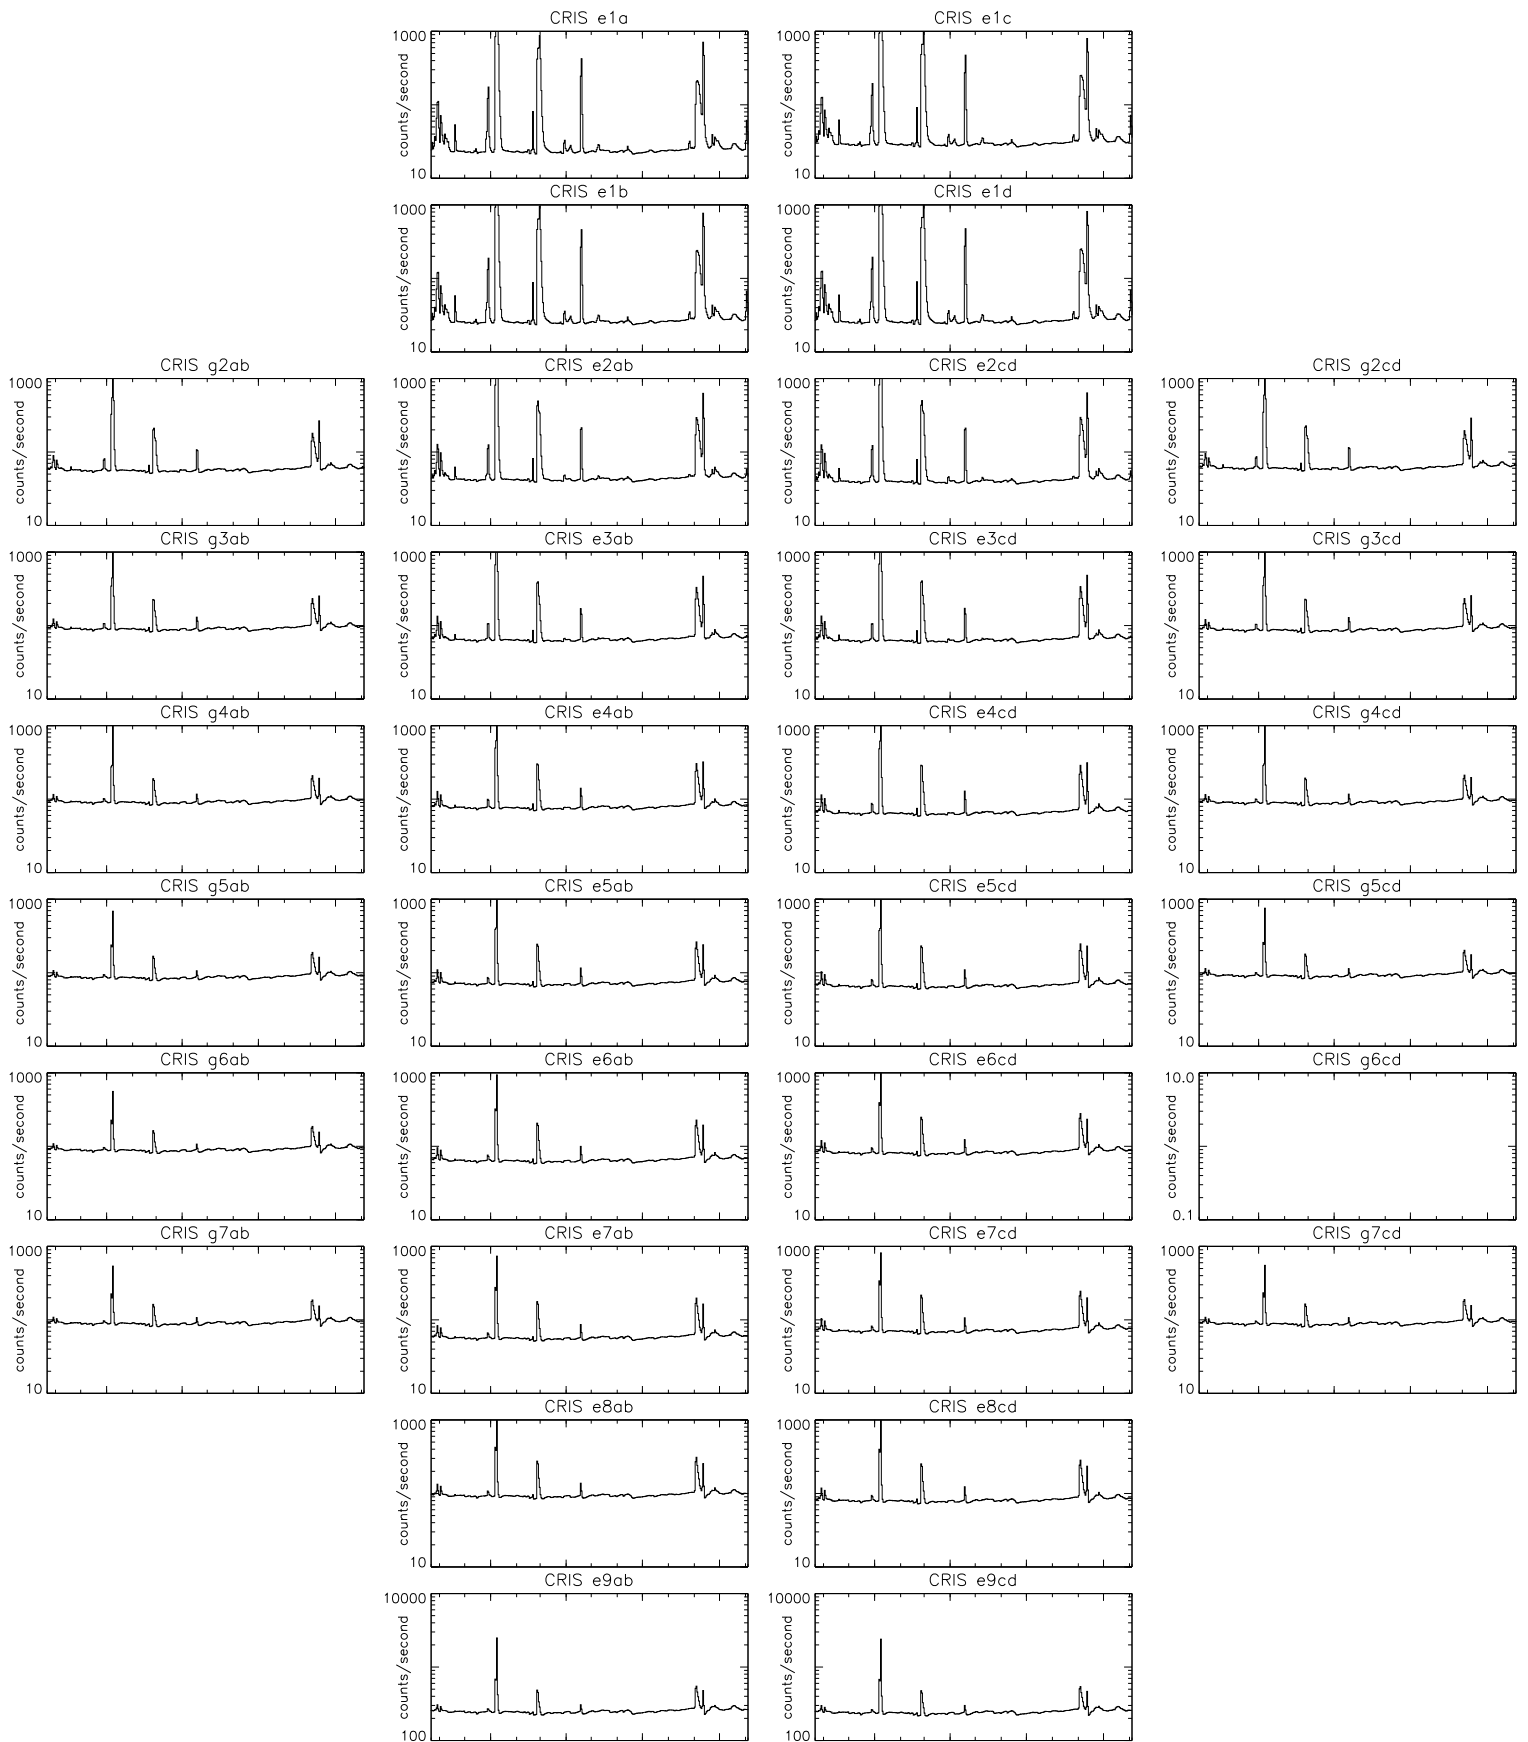 CRIS e1a CRIS e1c
1000 1000
counts/second counts/second
10 10
CRIS e1b CRIS e1d
1000 1000
counts/second counts/second
10 10
CRIS g2ab CRIS e2ab CRIS e2cd CRIS g2cd
1000 1000 1000 1000
counts/second counts/second counts/second counts/second
10 10 10 10
CRIS g3ab CRIS e3ab CRIS e3cd CRIS g3cd
1000 1000 1000 1000
counts/second counts/second counts/second counts/second
10 10 10 10
CRIS g4ab CRIS e4ab CRIS e4cd CRIS g4cd
1000 1000 1000 1000
counts/second counts/second counts/second counts/second
10 10 10 10
CRIS g5ab CRIS e5ab CRIS e5cd CRIS g5cd
1000 1000 1000 1000
counts/second counts/second counts/second counts/second
10 10 10 10
CRIS g6ab CRIS e6ab CRIS e6cd CRIS g6cd
1000 1000 1000 10.0
counts/second counts/second counts/second counts/second
10 10 10 0.1
CRIS g7ab CRIS e7ab CRIS e7cd CRIS g7cd
1000 1000 1000 1000
counts/second counts/second counts/second counts/second
10 10 10 10
CRIS e8ab CRIS e8cd
1000 1000
counts/second counts/second
10 10
CRIS e9ab CRIS e9cd
10000 10000
counts/second counts/second
100 100